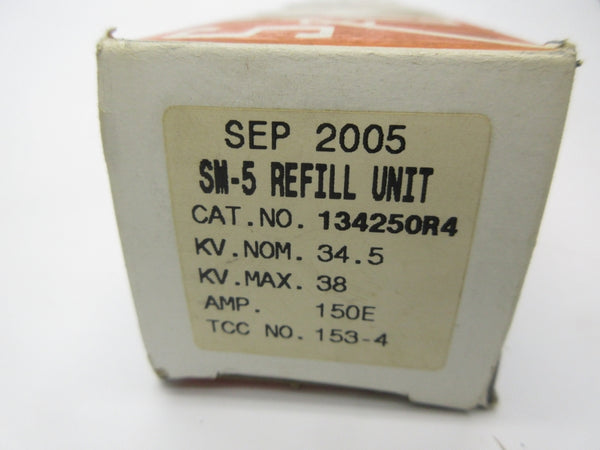 SEP 2005
SM-5 REFILL UNIT
CAT.NO. 134250R4
KV.NOM. 34.5
KV.MAX. 38
AMP. 150E
TCC NO. 153-4